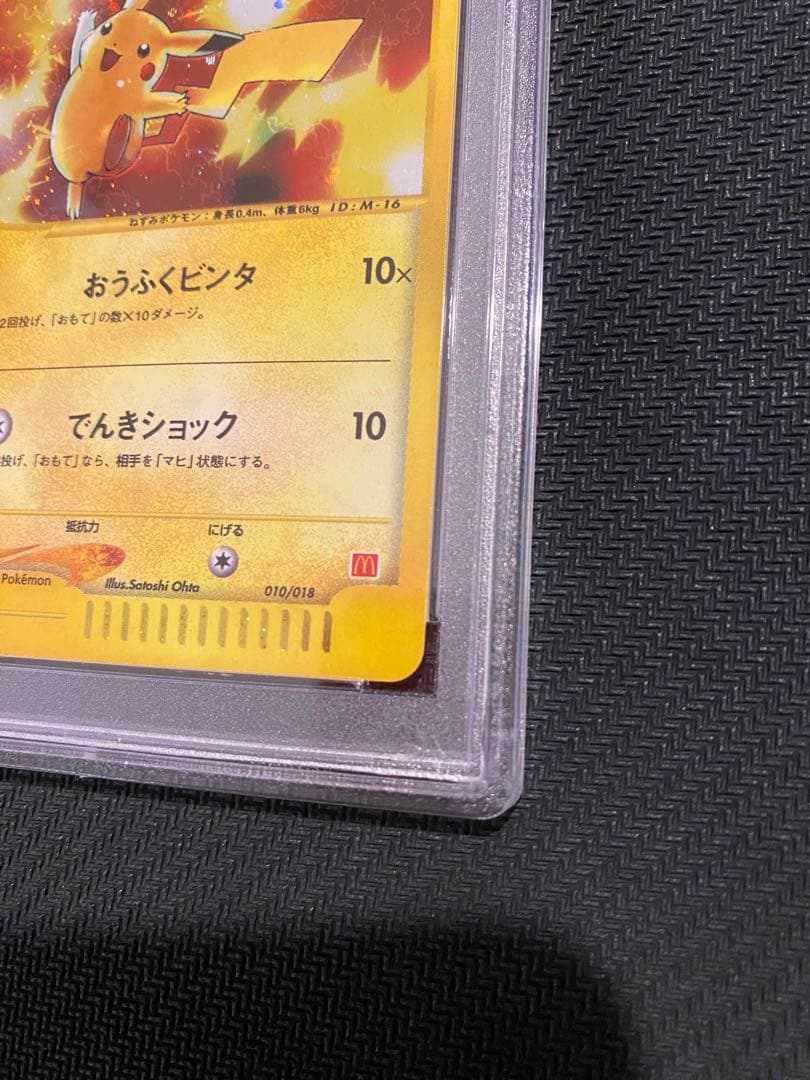 ねずみポケモン：身長0.4m、体重6kg ID：M-16
おうふくビンタ 10×
2回投げ、「おもて」の数×10ダメージ。
でんきショック 10
投げ、「おもて」なら、相手を「マヒ」状態にする。
抵抗力 にげる
Pokémon Illus.Satoshi Ohta 010/018